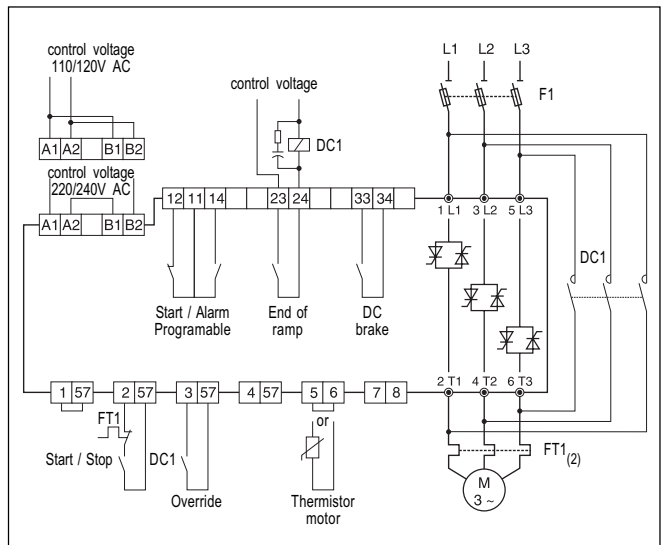 control voltage
110/120V AC
A1 A2 B1 B2
control voltage
220/240V AC
A1 A2 B1 B2
control voltage
DC1
12 11 14 23 24 33 34
Start / Alarm
Programable
End of
ramp
DC
brake
L1 L2 L3
F1
1 L1 3 L2 5 L3
DC1
2 T1 4 T2 6 T3
1 57 2 57 3 57 4 57 5 6 7 8
FT1
Start / Stop
DC1
Override
or
Thermistor
motor
FT1(2)
M
3 ~